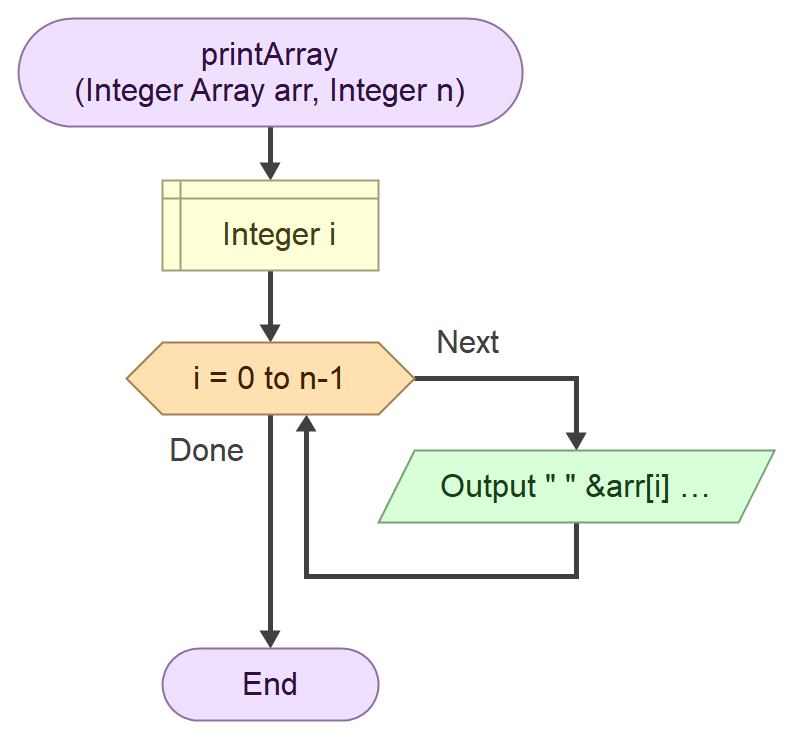 printArray
(Integer Array arr, Integer n)
Integer i
i = 0 to n-1
Next
Done
Output " " &arr[i] …
End